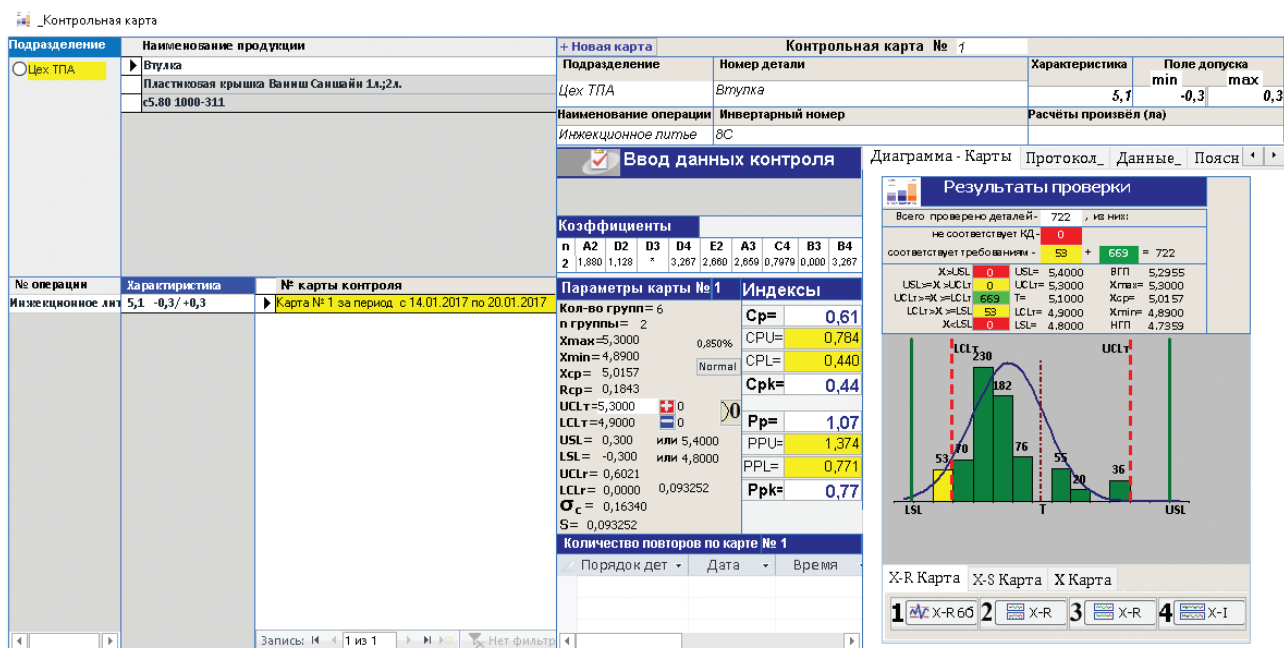 _Контрольная карта
Подразделение
Цех ТПА
Наименование продукции
Втулка
Пластиковая крышка Ваниш Саншайн 1л.;2л.
с5.80 1000-311
№ операции Характиристика № карты контроля
Инжекционное лит 5,1 -0,3/ +0,3 Карта № 1 за период с 14.01.2017 по 20.01.2017
Запись: 1 из 1 Нет фильтр
+ Новая карта Контрольная карта № 1
Подразделение Номер детали Характеристика Поле допуска
min max
Цех ТПА Втулка 5,1 -0,3 0,3
Наименование операции Инвертарный номер Расчёты произвёл (ла)
Инжекционное литье 8С
Ввод данных контроля
Коэффициенты
n A2 D2 D3 D4 E2 A3 C4 B3 B4
2 1,880 1,128 * 3,267 2,660 2,659 0,7979 0,000 3,267
Параметры карты № 1
Кол-во групп= 6
n группы= 2
Xmax=5,3000 0,850%
Xmin=4,8900 Normal
Xср= 5,0157
Rср= 0,1843
UCLт=5,3000 0
LCLт=4,9000 0 0
USL= 0,300 или 5,4000
LSL= -0,300 или 4,8000
UCLr= 0,6021
LCLr= 0,0000 0,093252
σc = 0,16340
S= 0,093252
Индексы
Cp= 0,61
CPU= 0,784
CPL= 0,440
Cpk= 0,44
Pp= 1,07
PPU= 1,374
PPL= 0,771
Ppk= 0,77
Количество повторов по карте № 1
Порядок дет Дата Время
Диаграмма - Карты Протокол_ Данные_ Поясн
Результаты проверки
Всего проверено деталей- 722 , из них:
не соответствует КД- 0
соответствует требованиям - 53 + 669 = 722
X>USL 0 USL= 5,4000 ВГП 5,2955
USL>=X >UCLт 0 UCLт= 5,3000 Xmax= 5,3000
UCLт>=X >=LCLт 669 T= 5,1000 Xср= 5,0157
LCLт>X >=LSL 53 LCLт= 4,9000 Xmin= 4,8900
X<LSL 0 LSL= 4,8000 НГП 4,7359
LCLт UCLт
230
182
53 70 76 55 20 36
LSL T USL
X-R Карта X-S Карта X Карта
1 X-R 6б 2 X-R 3 X-R 4 X-I